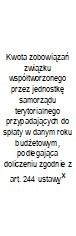 Kwota zobowiązań
związku
współtworzonego
przez jednostkę
samorządu
terytorialnego
przypadających do
spłaty w danym roku
budżetowym,
podlegająca
doliczeniu zgodnie z
art. 244 ustawy x